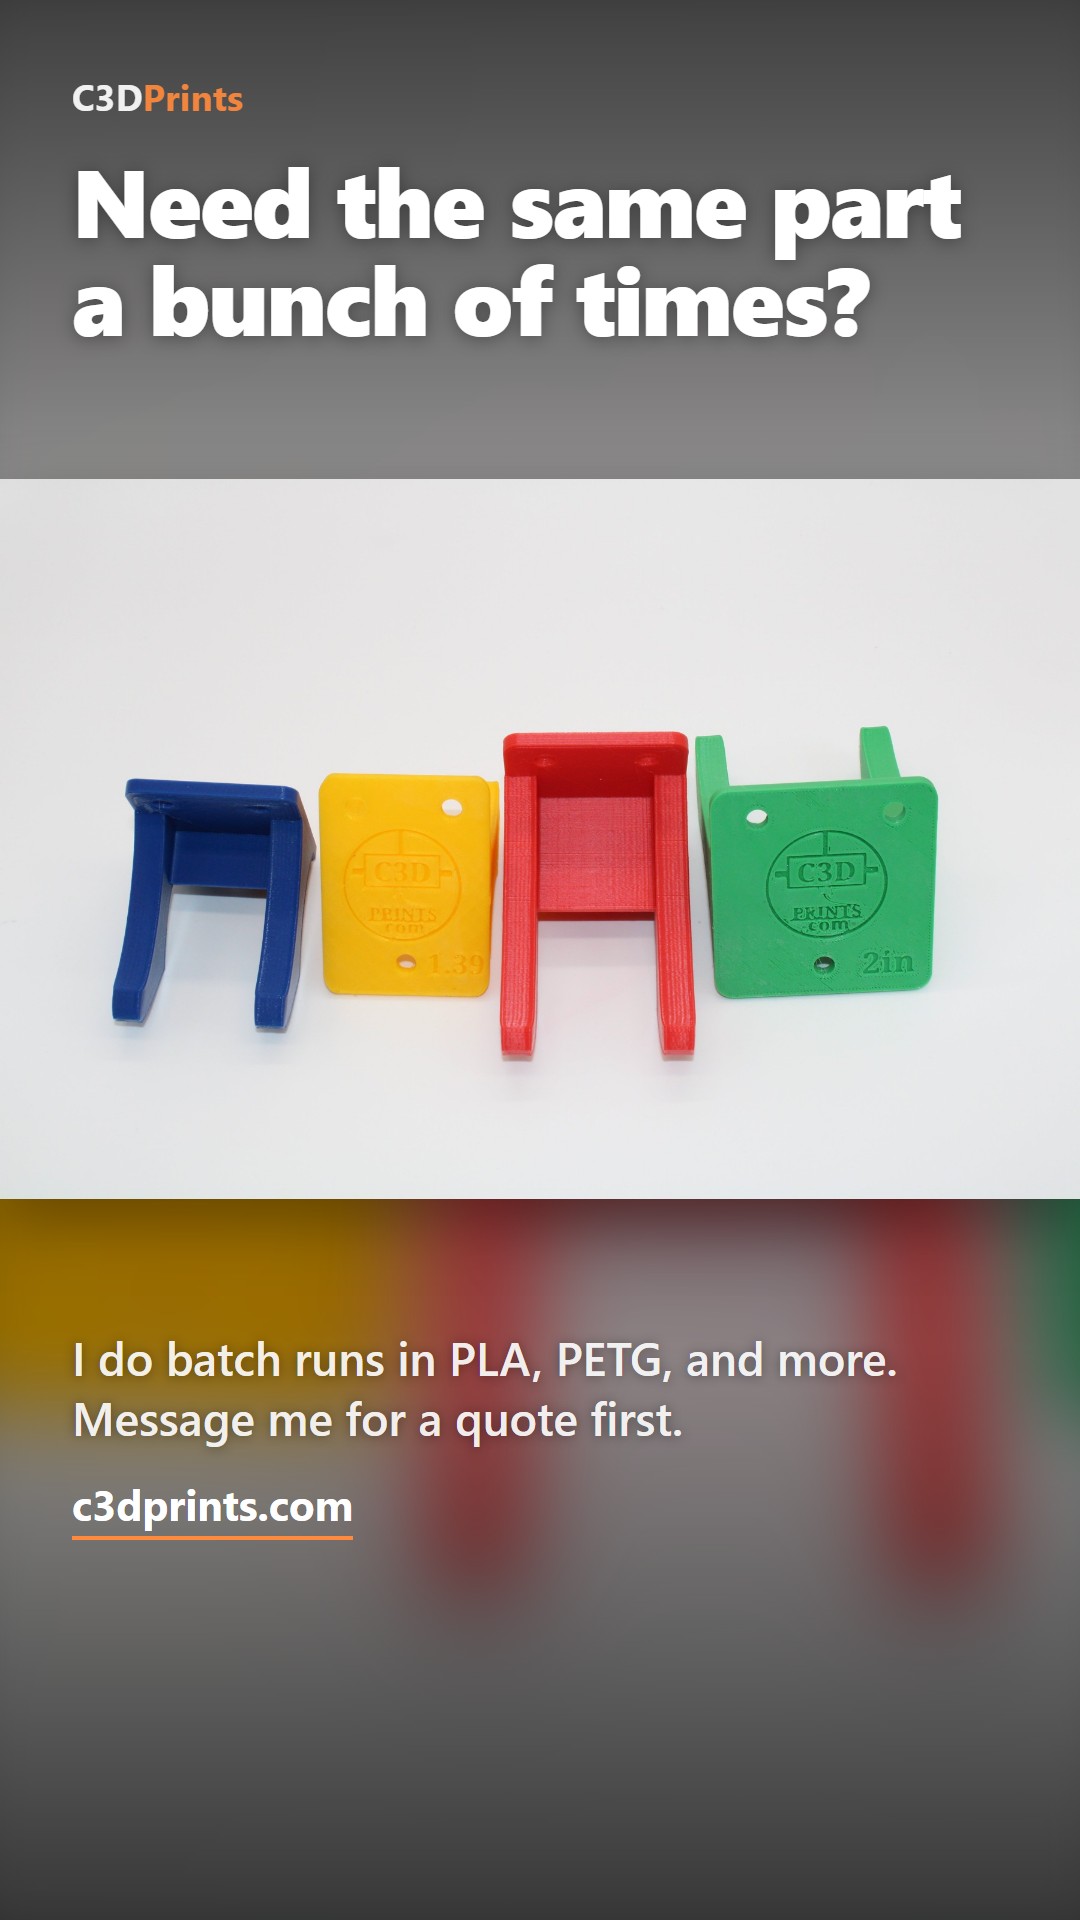 C3DPrints
Need the same part
a bunch of times?
C3D
PRINTS
.com
1.39
C3D
PRINTS
.com
2in
I do batch runs in PLA, PETG, and more.
Message me for a quote first.
c3dprints.com